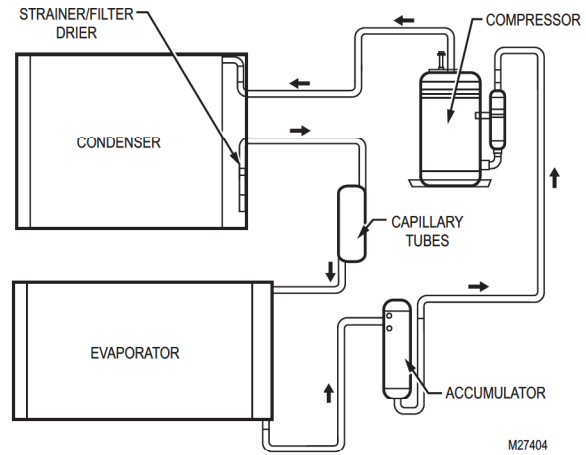 STRAINER/FILTER
DRIER
COMPRESSOR
CONDENSER
CAPILLARY
TUBES
EVAPORATOR
ACCUMULATOR
M27404